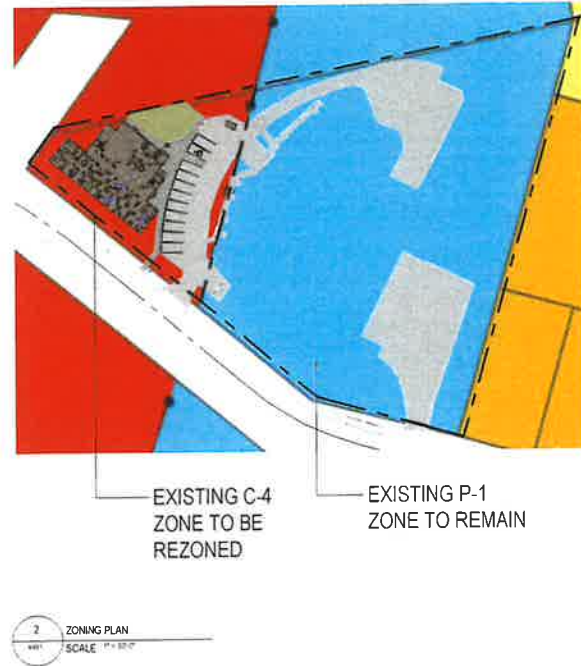 EXISTING C-4
ZONE TO BE
REZONED
EXISTING P-1
ZONE TO REMAIN
2
ZONING PLAN
SCALE